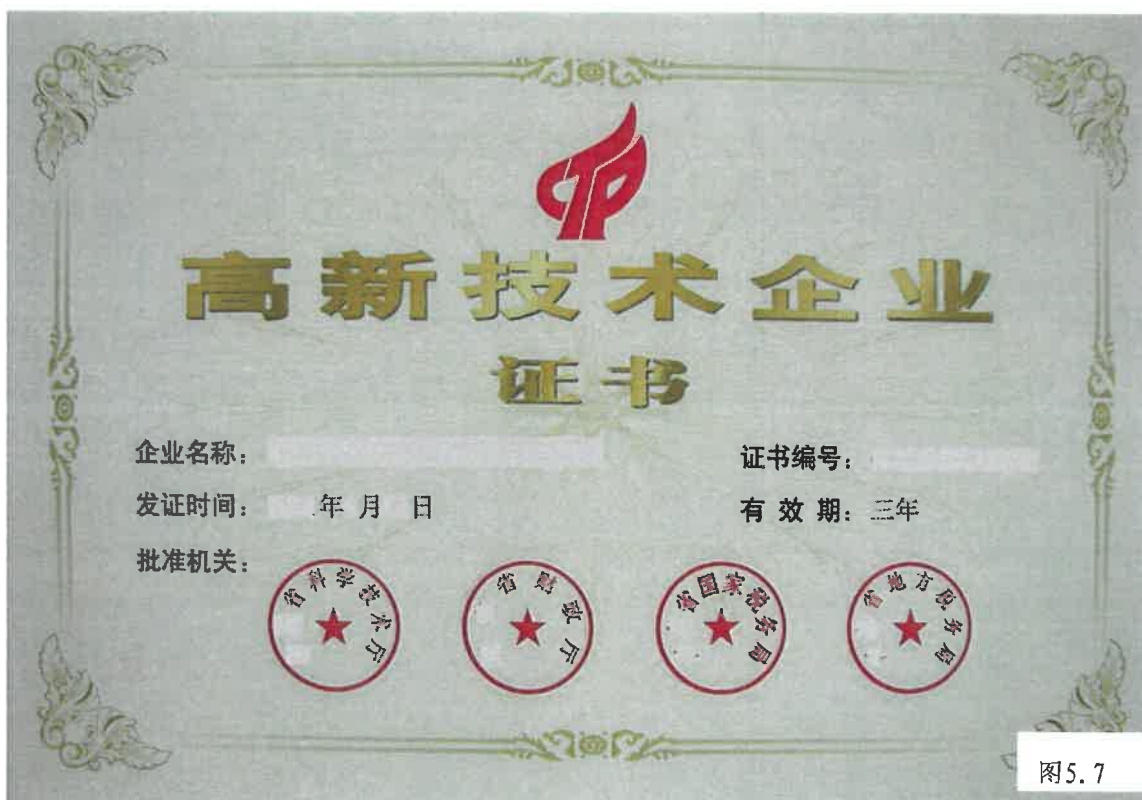 高新技术企业
证书
企业名称：
证书编号：
发证时间： 年 月 日
有 效 期：三年
批准机关：
省科学技术厅
省财政厅
省国家税务局
省地方税务局
图5.7